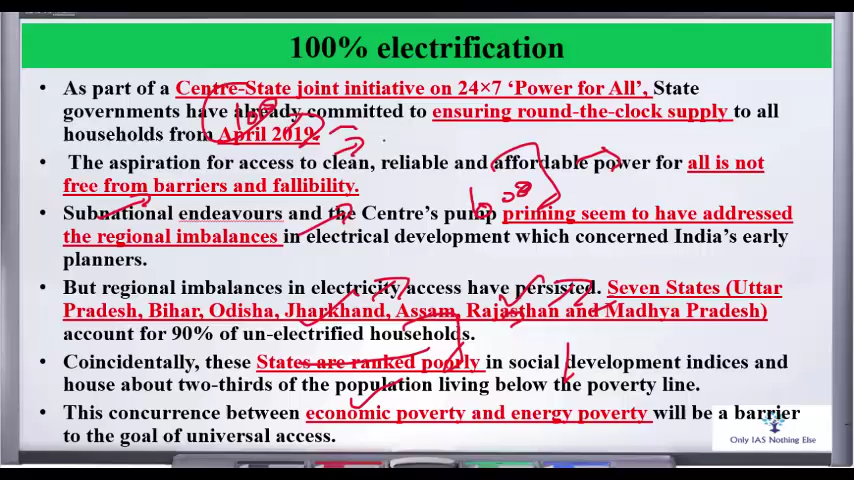 100% electrification
• As part of a Centre-State joint initiative on 24×7 ‘Power for All’, State
governments have already committed to ensuring round-the-clock supply to all
households from April 2019.
• The aspiration for access to clean, reliable and affordable power for all is not
free from barriers and fallibility.
• Subnational endeavours and the Centre’s pump priming seem to have addressed
the regional imbalances in electrical development which concerned India’s early
planners.
• But regional imbalances in electricity access have persisted. Seven States (Uttar
Pradesh, Bihar, Odisha, Jharkhand, Assam, Rajasthan and Madhya Pradesh)
account for 90% of un-electrified households.
• Coincidentally, these States are ranked poorly in social development indices and
house about two-thirds of the population living below the poverty line.
• This concurrence between economic poverty and energy poverty will be a barrier
to the goal of universal access.
Only IAS Nothing Else